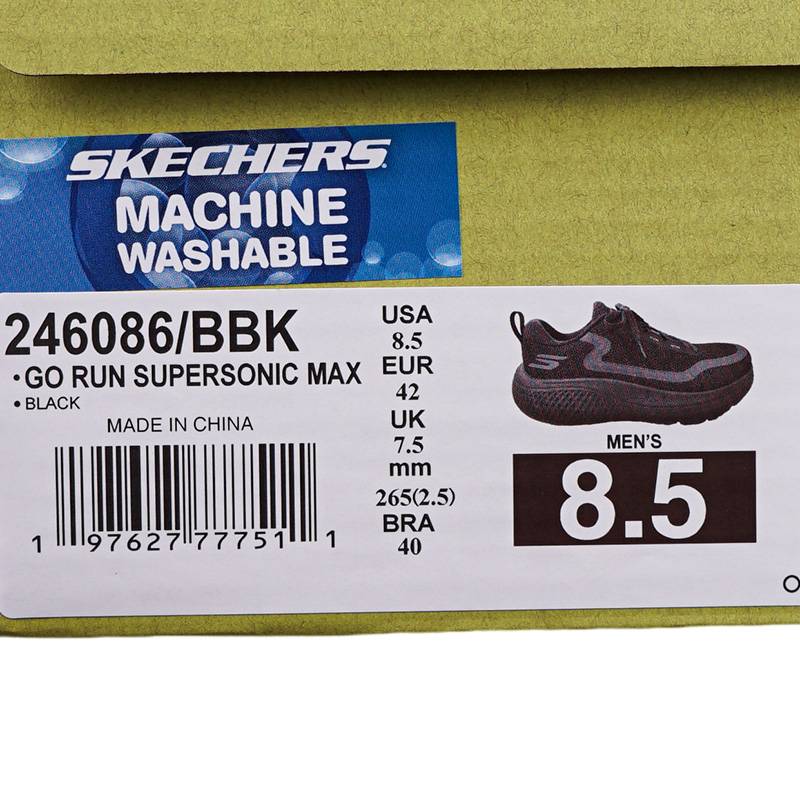 SKECHERS
MACHINE
WASHABLE
246086/BBK
•GO RUN SUPERSONIC MAX
•BLACK
MADE IN CHINA
1 97627 77751 1
USA
8.5
EUR
42
UK
7.5
mm
265(2.5)
BRA
40
MEN'S
8.5